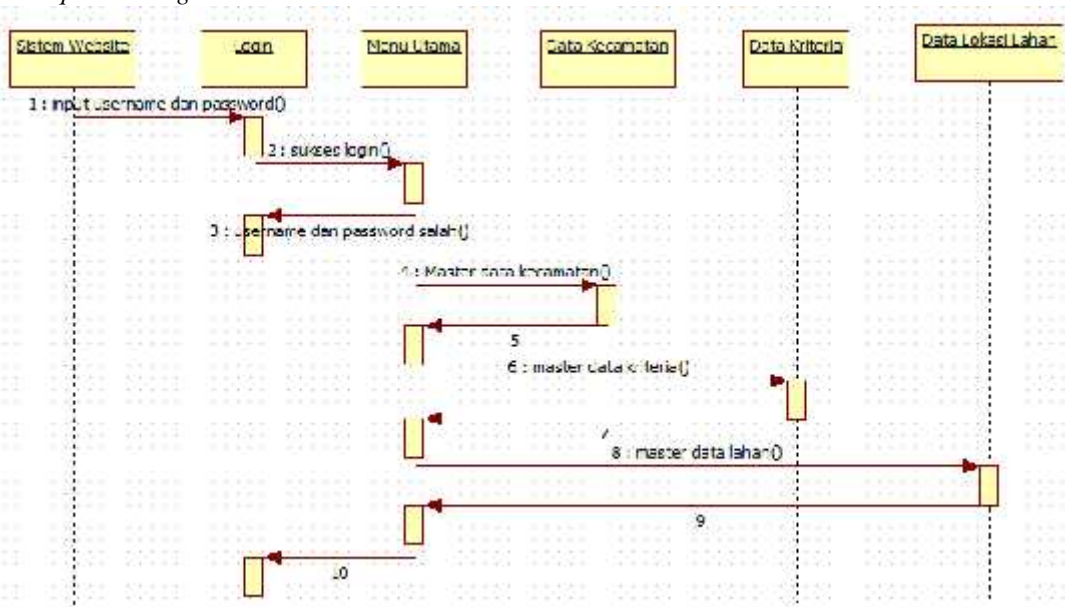 Sistem Website
Login
Menu Utama
Data Kecamatan
Data Kriteria
Data Lokasi Lahan
1 : input username dan password()
2 : sukses login()
3 : username dan password salah()
4 : Master data kecamatan()
5
6 : master data kriteria()
7
8 : master data lahan()
9
10